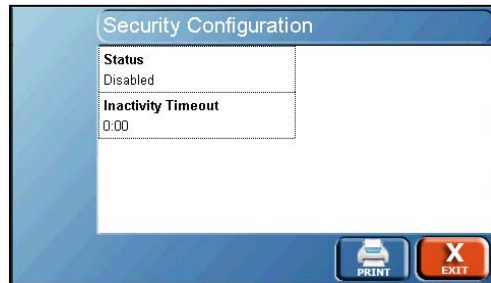 Security Configuration
Status
Disabled
Inactivity Timeout
0:00
PRINT
X
EXIT